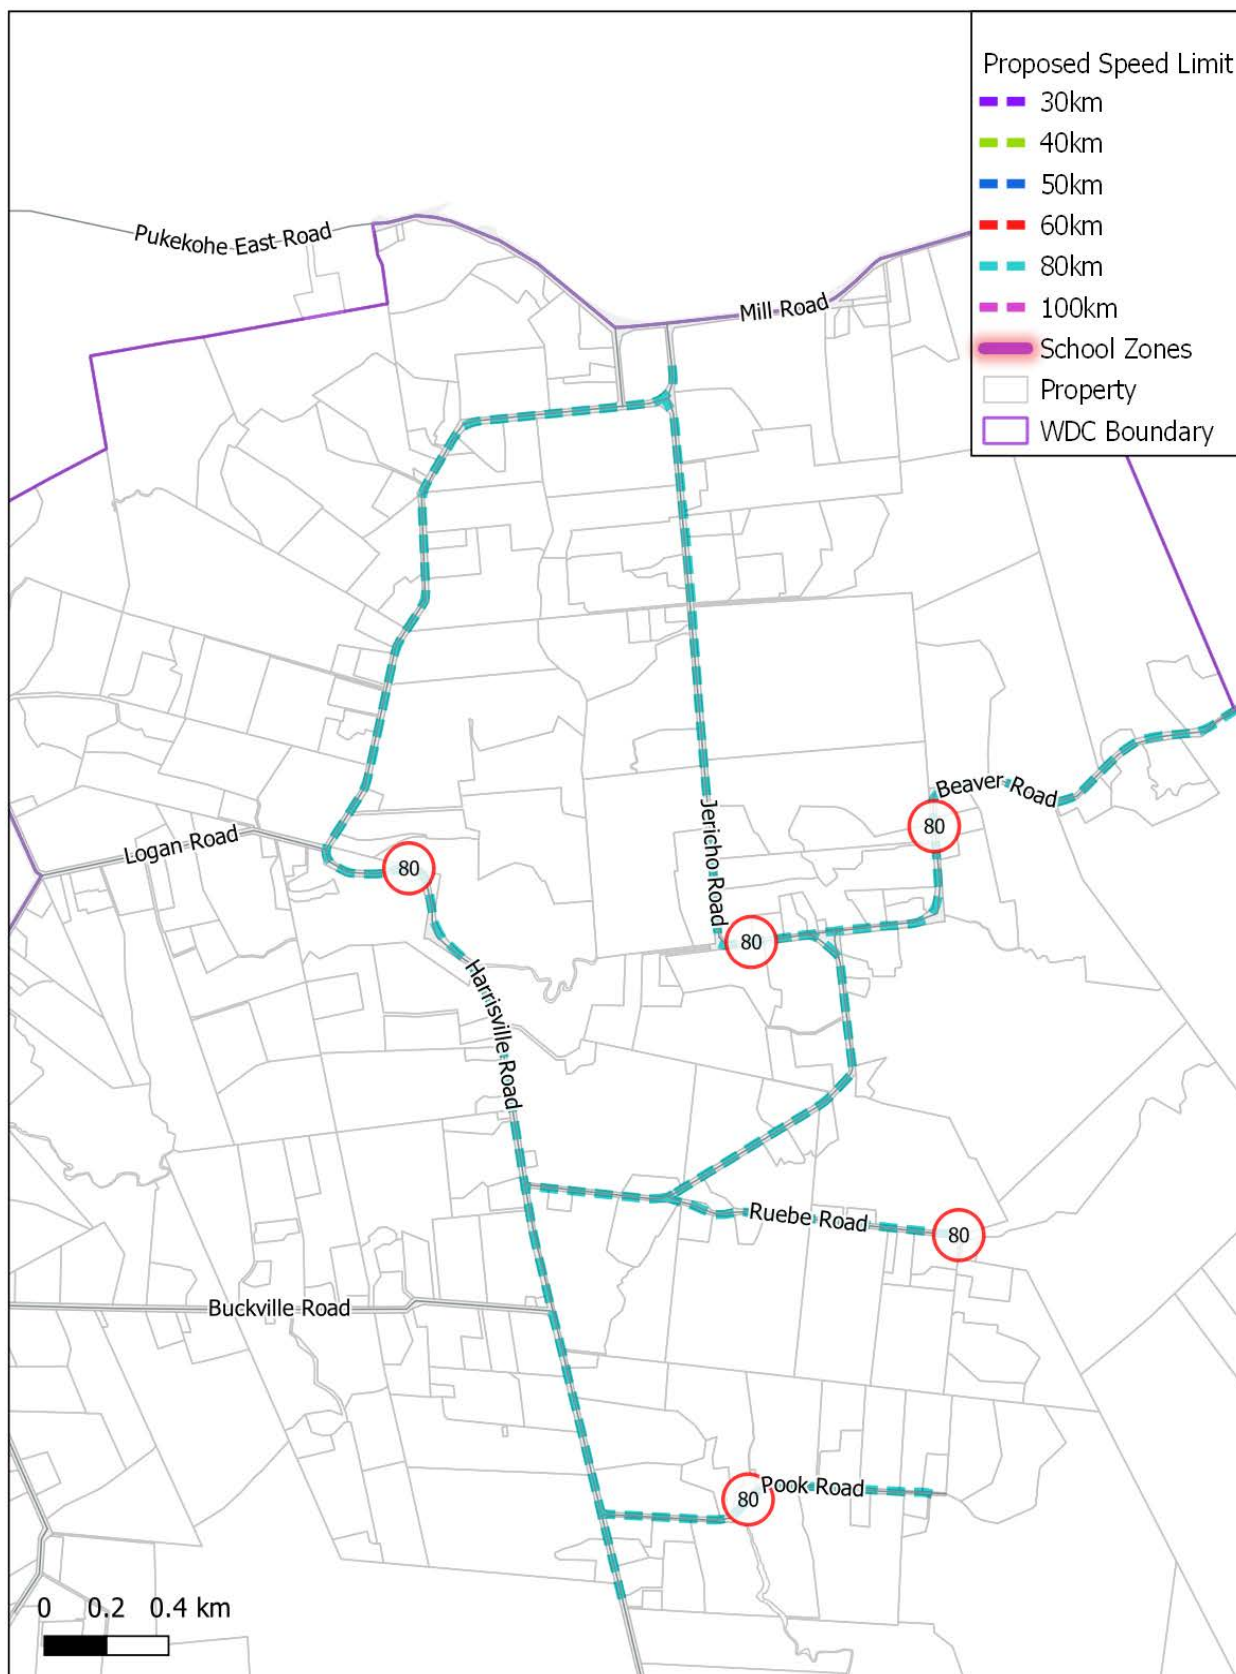 Proposed Speed Limit
30km
40km
50km
60km
80km
100km
School Zones
Property
WDC Boundary
Pukekohe East Road
Mill Road
Beaver Road
80
Logan Road
80
Jericho Road
80
Harrisville Road
Ruebe Road
80
Buckville Road
Pook Road
80
0 0.2 0.4 km